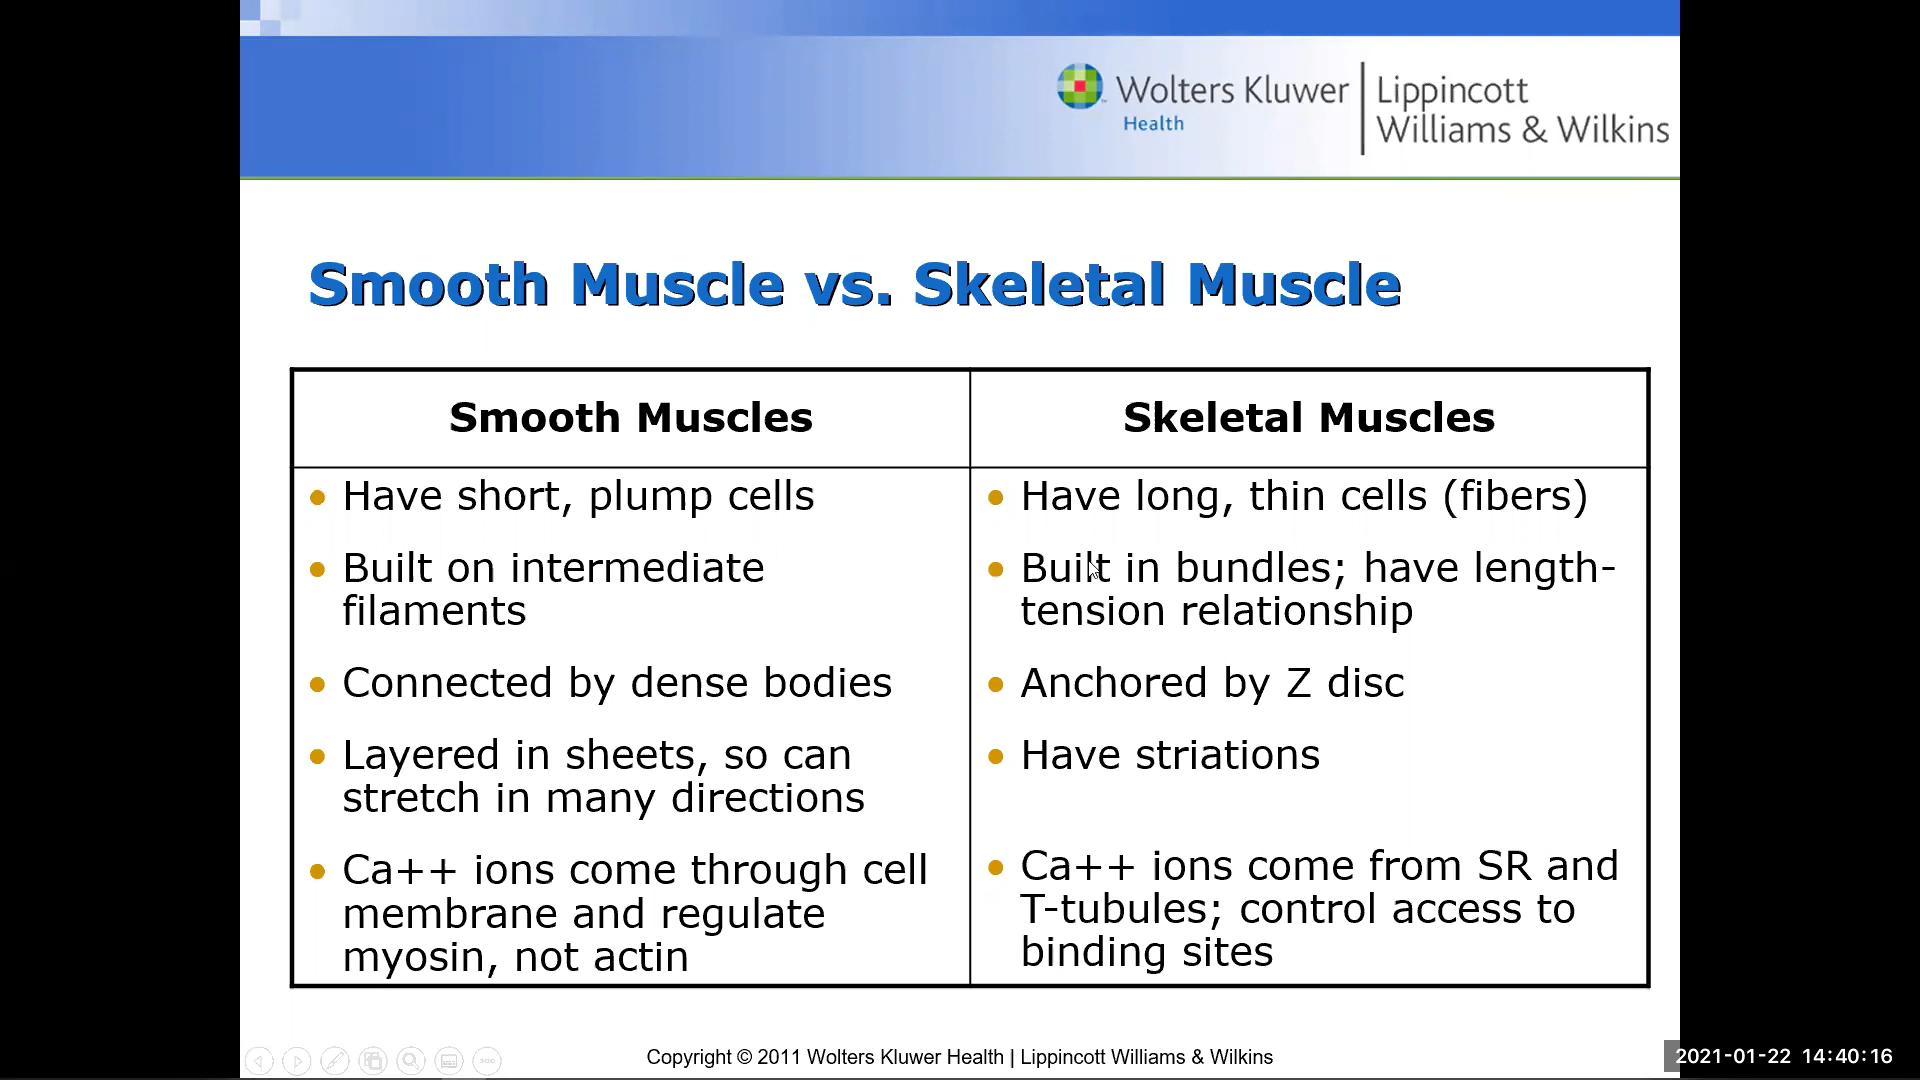 Wolters Kluwer
Health
Lippincott
Williams & Wilkins
Smooth Muscle vs. Skeletal Muscle
Smooth Muscles
• Have short, plump cells
• Built on intermediate
filaments
• Connected by dense bodies
• Layered in sheets, so can
stretch in many directions
• Ca++ ions come through cell
membrane and regulate
myosin, not actin
Skeletal Muscles
• Have long, thin cells (fibers)
• Built in bundles; have length-
tension relationship
• Anchored by Z disc
• Have striations
• Ca++ ions come from SR and
T-tubules; control access to
binding sites
Copyright © 2011 Wolters Kluwer Health | Lippincott Williams & Wilkins
2021-01-22 14:40:16